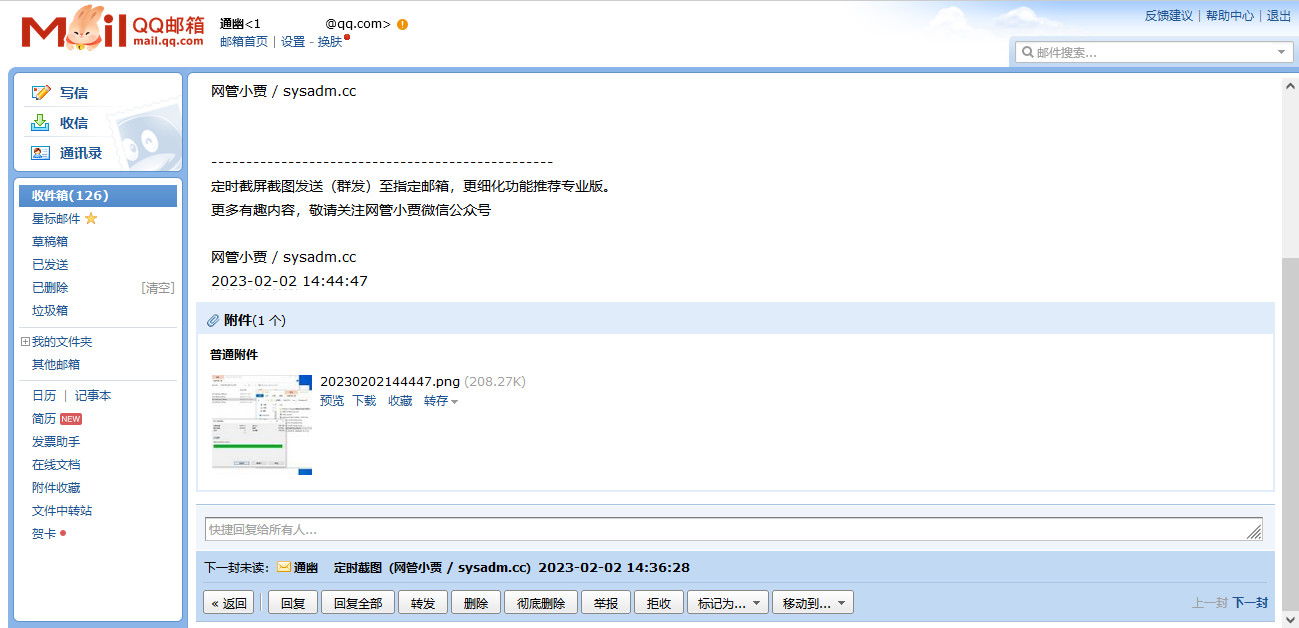 Mail QQ邮箱
mail.qq.com
通幽<1 @qq.com>
邮箱首页 | 设置 - 换肤
反馈建议 | 帮助中心 | 退出
邮件搜索...
写信
收信
通讯录
收件箱(126)
星标邮件
草稿箱
已发送
已删除 [清空]
垃圾箱
我的文件夹
其他邮箱
日历 | 记事本
简历 NEW
发票助手
在线文档
附件收藏
文件中转站
贺卡
网管小贾 / sysadm.cc
-------------------------------------------------
定时截屏截图发送（群发）至指定邮箱，更细化功能推荐专业版。
更多有趣内容，敬请关注网管小贾微信公众号
网管小贾 / sysadm.cc
2023-02-02 14:44:47
附件(1 个)
普通附件
20230202144447.png (208.27K)
预览 下载 收藏 转存
快捷回复给所有人...
下一封未读: 通幽 定时截图 (网管小贾 / sysadm.cc) 2023-02-02 14:36:28
« 返回 回复 回复全部 转发 删除 彻底删除 举报 拒收 标记为... 移动到... 上一封 下一封